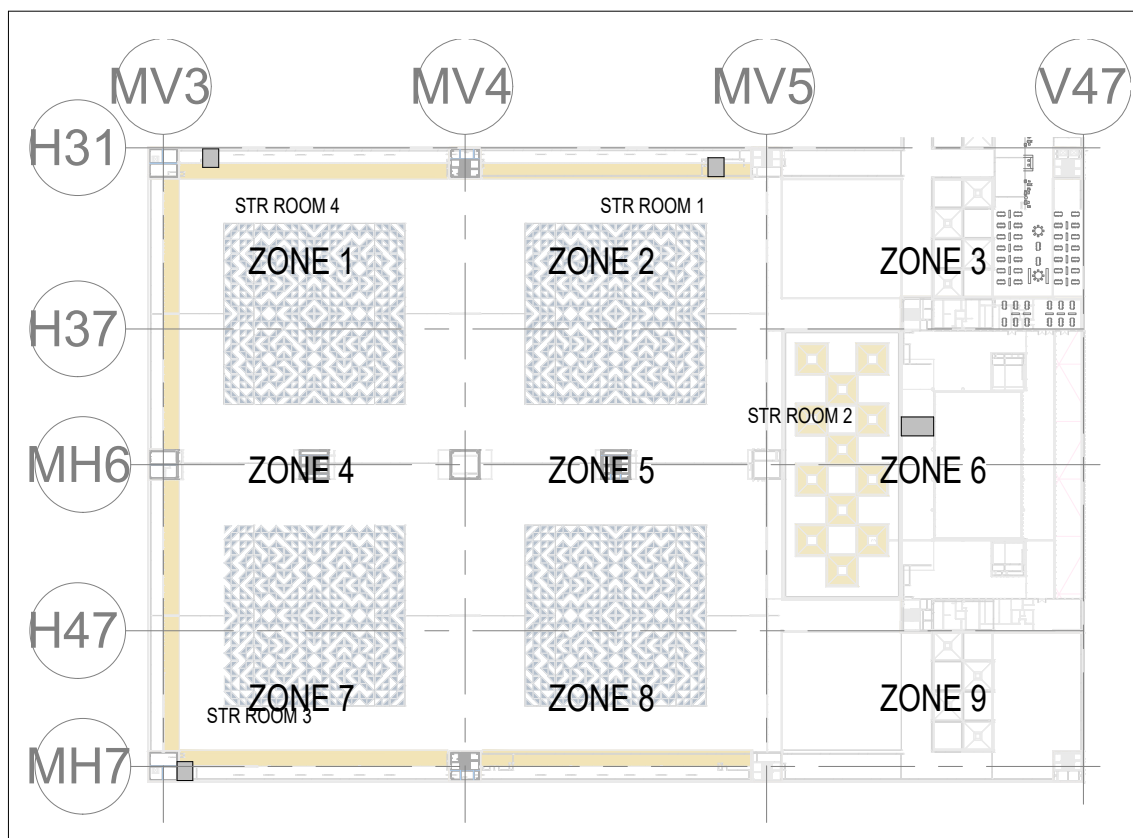 MV3
MV4
MV5
V47
H31
STR ROOM 4
STR ROOM 1
ZONE 1
ZONE 2
ZONE 3
H37
STR ROOM 2
MH6
ZONE 4
ZONE 5
ZONE 6
H47
ZONE 7
ZONE 8
ZONE 9
STR ROOM 3
MH7